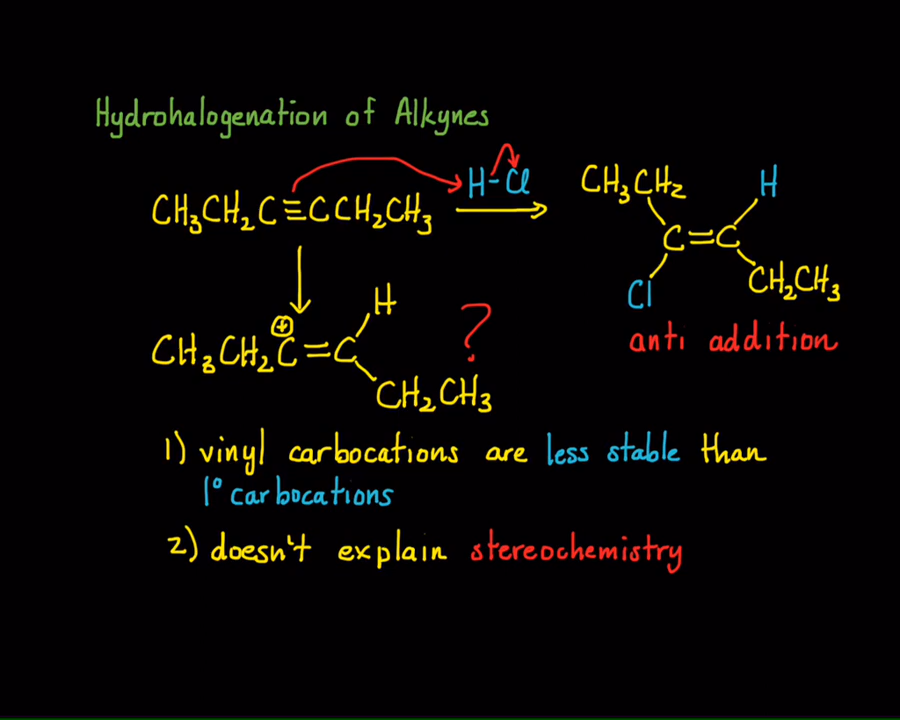 Hydrohalogenation of Alkynes
H-Cl
CH₃CH₂C≡CCH₂CH₃
CH₃CH₂ H
C=C
Cl CH₂CH₃
anti addition
H
CH₃CH₂C⊕=C ?
CH₂CH₃
1) vinyl carbocations are less stable than
1° carbocations
2) doesn't explain stereochemistry